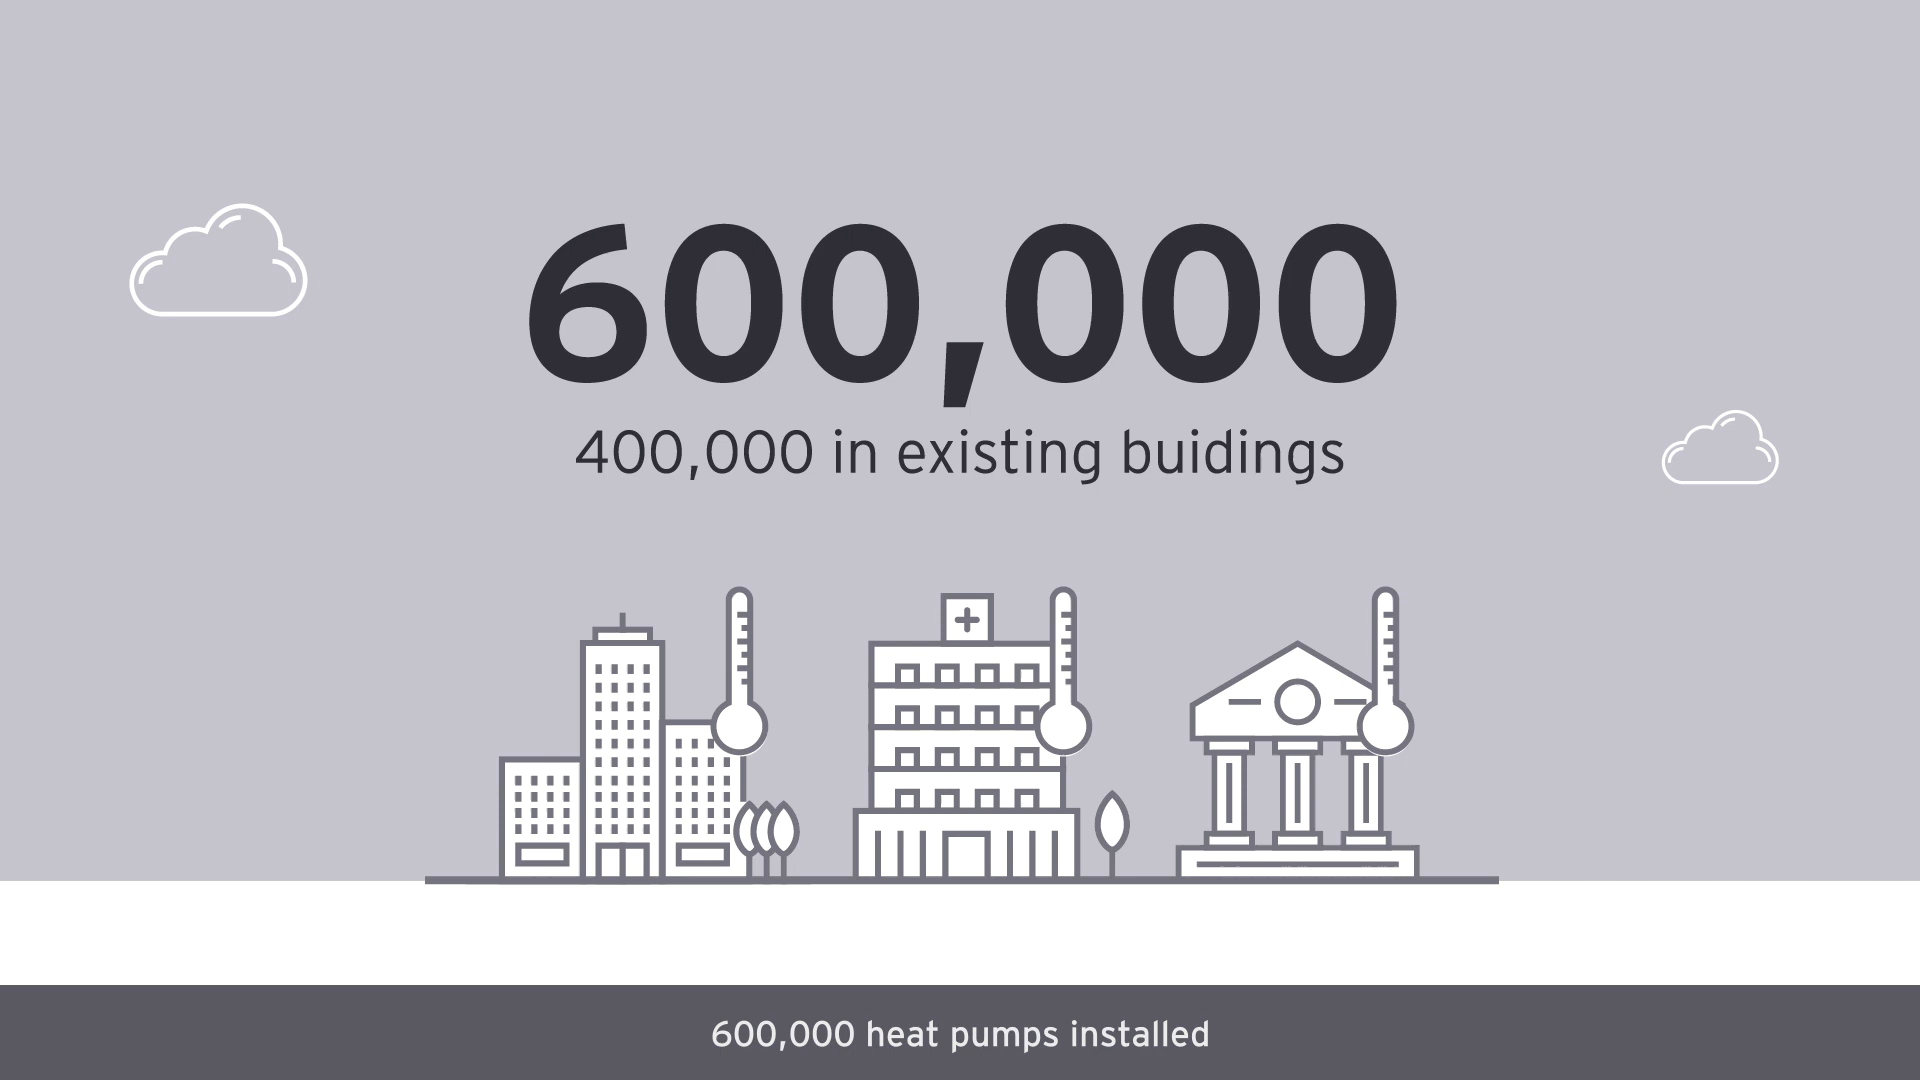 600,000
400,000 in existing buidings
600,000 heat pumps installed